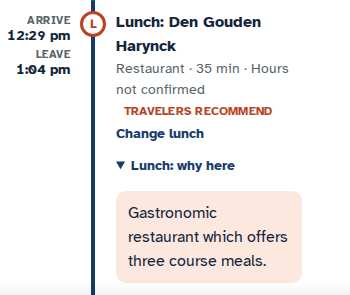 ARRIVE
12:29 pm
LEAVE
1:04 pm
L
Lunch: Den Gouden
Harynck
Restaurant · 35 min · Hours
not confirmed
TRAVELERS RECOMMEND
Change lunch
▼ Lunch: why here
Gastronomic
restaurant which offers
three course meals.